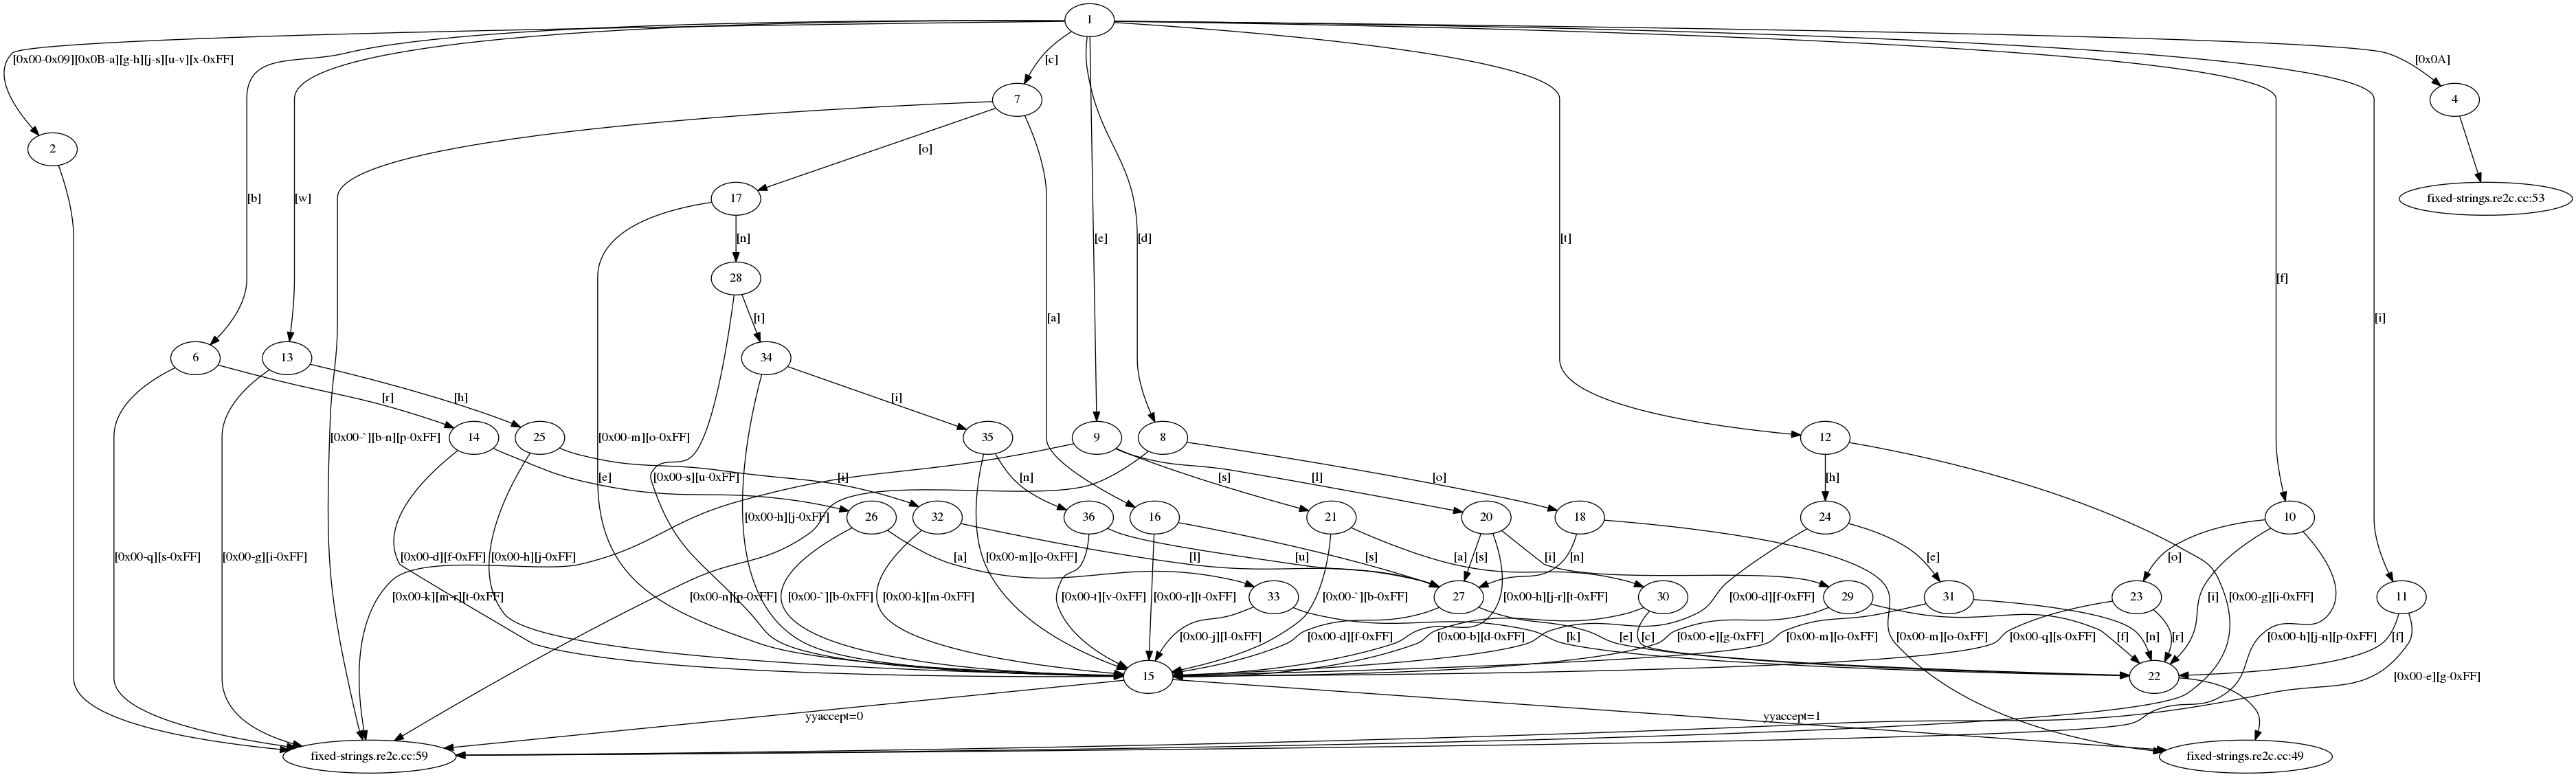 1
[0x00-0x09][0x0B-a][g-h][j-s][u-v][x-0xFF]
[c]
[0x0A]
7
4
2
[o]
[b]
[w]
17
fixed-strings.re2c.cc:53
[n]
[e]
[d]
[t]
28
[f]
[t]
[a]
[i]
6
13
34
[r]
[h]
[i]
[0x00-`][b-n][p-0xFF]
14
25
[0x00-m][o-0xFF]
35
9
8
12
[e]
[0x00-s][u-0xFF]
[i]
[n]
[s]
[l]
[o]
[h]
[0x00-h][j-0xFF]
26
32
36
16
21
20
18
24
10
[0x00-q][s-0xFF]
[0x00-g][i-0xFF]
[0x00-d][f-0xFF]
[0x00-h][j-0xFF]
[a]
[0x00-m][o-0xFF]
[l]
[u]
[s]
[a]
[s]
[i]
[n]
[e]
[o]
[0x00-k][m-r][t-0xFF]
[0x00-n][p-0xFF]
[0x00-`][b-0xFF]
[0x00-k][m-0xFF]
[0x00-t][v-0xFF]
[0x00-r][t-0xFF]
33
[0x00-`][b-0xFF]
27
[0x00-h][j-r][t-0xFF]
30
[0x00-d][f-0xFF]
29
31
23
[i]
[0x00-g][i-0xFF]
11
[0x00-j][l-0xFF]
[0x00-d][f-0xFF]
[0x00-b][d-0xFF]
[k]
[e]
[c]
[0x00-e][g-0xFF]
[0x00-m][o-0xFF]
[0x00-m][o-0xFF]
[0x00-q][s-0xFF]
[f]
[n]
[r]
[0x00-h][j-n][p-0xFF]
[f]
15
22
[0x00-e][g-0xFF]
yyaccept=0
yyaccept=1
fixed-strings.re2c.cc:59
fixed-strings.re2c.cc:49